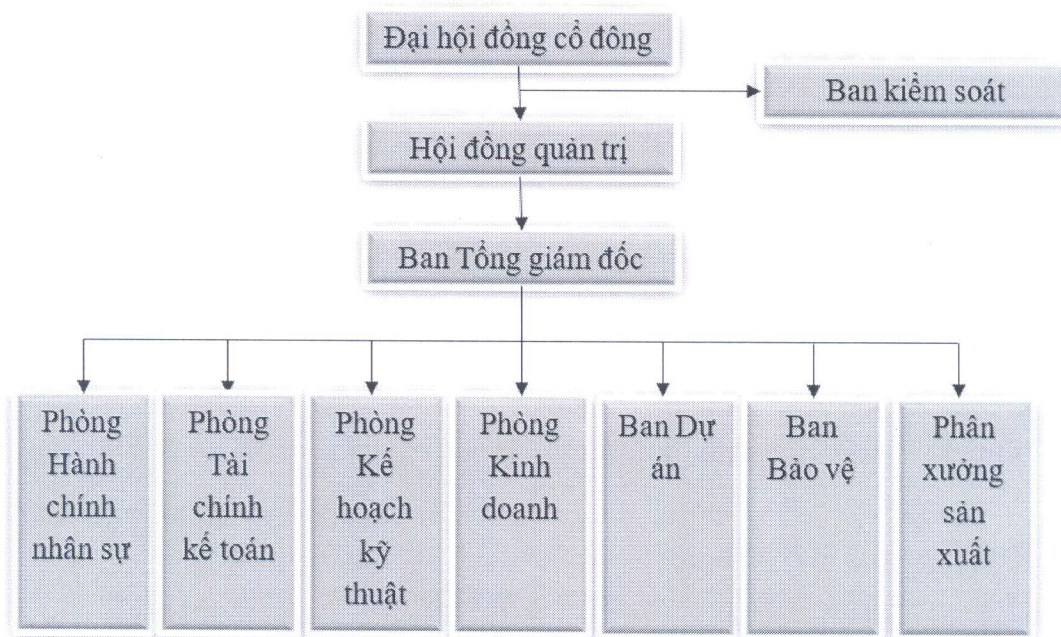 Đại hội đồng cổ đông
Ban kiểm soát
Hội đồng quản trị
Ban Tổng giám đốc
Phòng
Hành
chính
nhân sự
Phòng
Tài
chính
kế toán
Phòng
Kế
hoạch
kỹ
thuật
Phòng
Kinh
doanh
Ban Dự
án
Ban
Bảo vệ
Phân
xưởng
sản
xuất